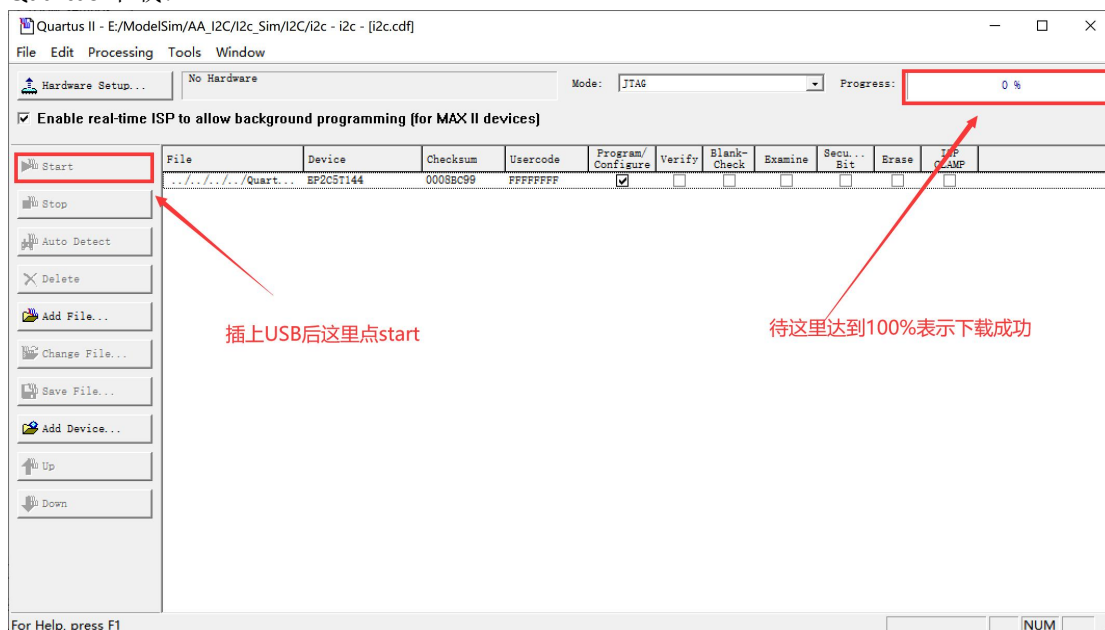 Quartus II - E:/ModelSim/AA_I2C/I2c_Sim/I2C/i2c - i2c - [i2c.cdf]
File Edit Processing Tools Window
Hardware Setup... No Hardware Mode: JTAG Progress: 0 %
Enable real-time ISP to allow background programming (for MAX II devices)
Start
File Device Checksum Usercode Program/Configure Verify Blank-Check Examine Secu... Bit Erase ISP CLAMP
../../../../Quart... EP2C5T144 0008BC99 FFFFFFFF
Stop
Auto Detect
Delete
Add File...
插上USB后这里点start
待这里达到100%表示下载成功
Change File...
Save File...
Add Device...
Up
Down
For Help, press F1 NUM